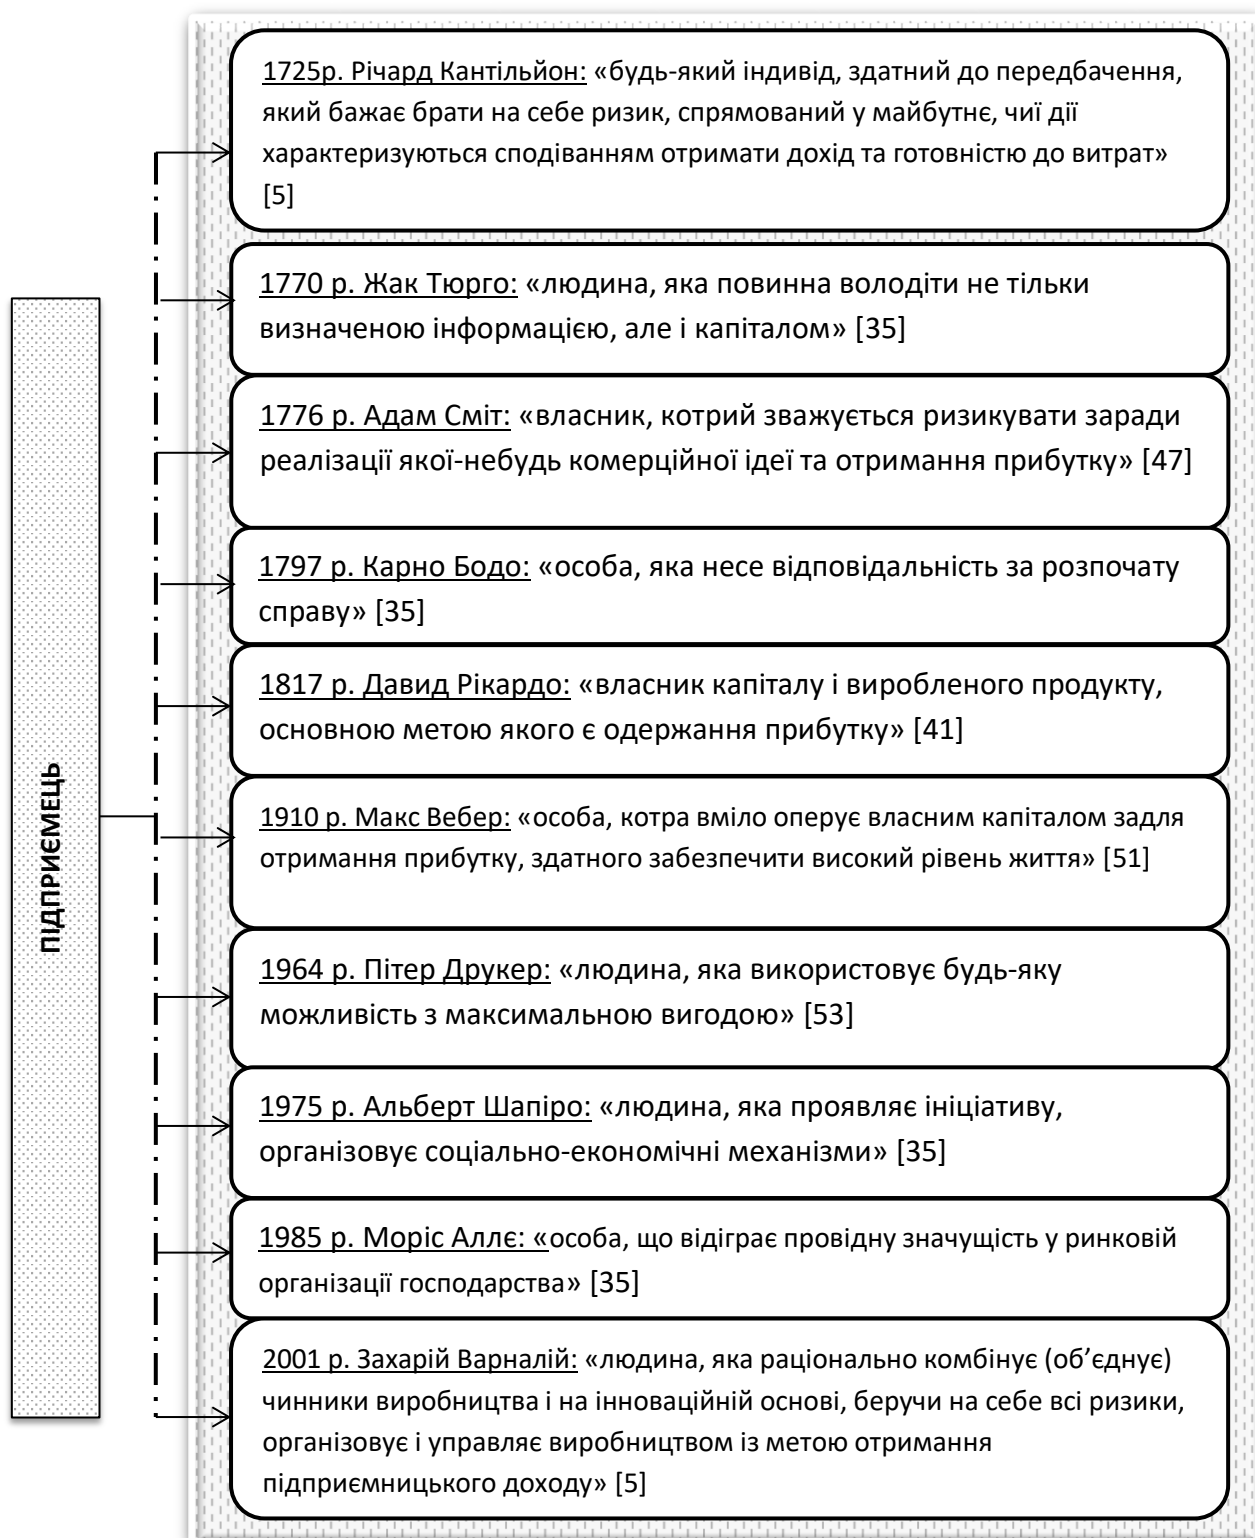 1725р. Річард Кантільйон: «будь-який індивід, здатний до передбачення,
який бажає брати на себе ризик, спрямований у майбутнє, чиї дії
характеризуються сподіванням отримати дохід та готовністю до витрат»
[5]
1770 р. Жак Тюрго: «людина, яка повинна володіти не тільки
визначеною інформацією, але і капіталом» [35]
1776 р. Адам Сміт: «власник, котрий зважується ризикувати заради
реалізації якої-небудь комерційної ідеї та отримання прибутку» [47]
1797 р. Карно Бодо: «особа, яка несе відповідальність за розпочату
справу» [35]
1817 р. Давид Рікардо: «власник капіталу і виробленого продукту,
основною метою якого є одержання прибутку» [41]
ПІДПРИЄМЕЦЬ
1910 р. Макс Вебер: «особа, котра вміло оперує власним капіталом задля
отримання прибутку, здатного забезпечити високий рівень життя» [51]
1964 р. Пітер Друкер: «людина, яка використовує будь-яку
можливість з максимальною вигодою» [53]
1975 р. Альберт Шапіро: «людина, яка проявляє ініціативу,
організовує соціально-економічні механізми» [35]
1985 р. Моріс Аллє: «особа, що відіграє провідну значущість у ринковій
організації господарства» [35]
2001 р. Захарій Варналій: «людина, яка раціонально комбінує (об’єднує)
чинники виробництва і на інноваційній основі, беручи на себе всі ризики,
організовує і управляє виробництвом із метою отримання
підприємницького доходу» [5]